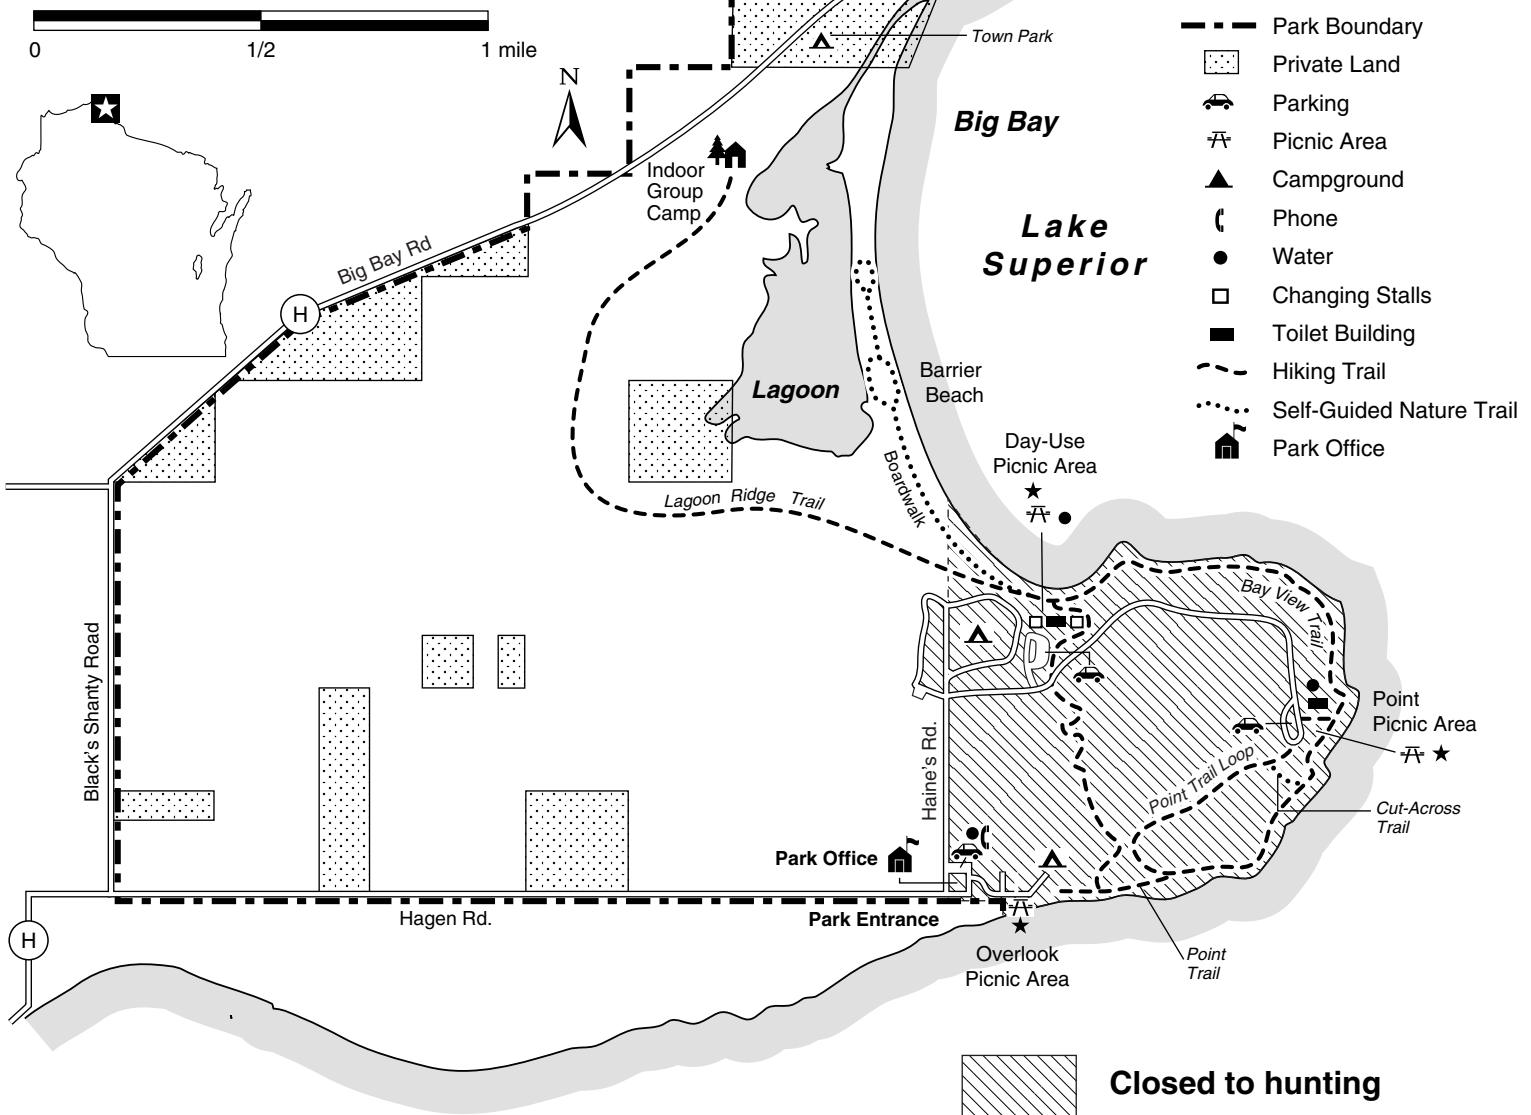 0 1/2 1 mile
N
Town Park
Big Bay
Lake
Superior
Park Boundary
Private Land
Parking
Picnic Area
Campground
Phone
Water
Changing Stalls
Toilet Building
Hiking Trail
Self-Guided Nature Trail
Park Office
Indoor
Group
Camp
Big Bay Rd
H
Lagoon
Barrier
Beach
Day-Use
Picnic Area
Boardwalk
Lagoon Ridge Trail
Bay View
Trail
Black's Shanty Road
Haine's Rd.
Point
Picnic Area
Point Trail Loop
Cut-Across
Trail
Park Office
Hagen Rd.
Park Entrance
H
Overlook
Picnic Area
Point
Trail
Closed to hunting